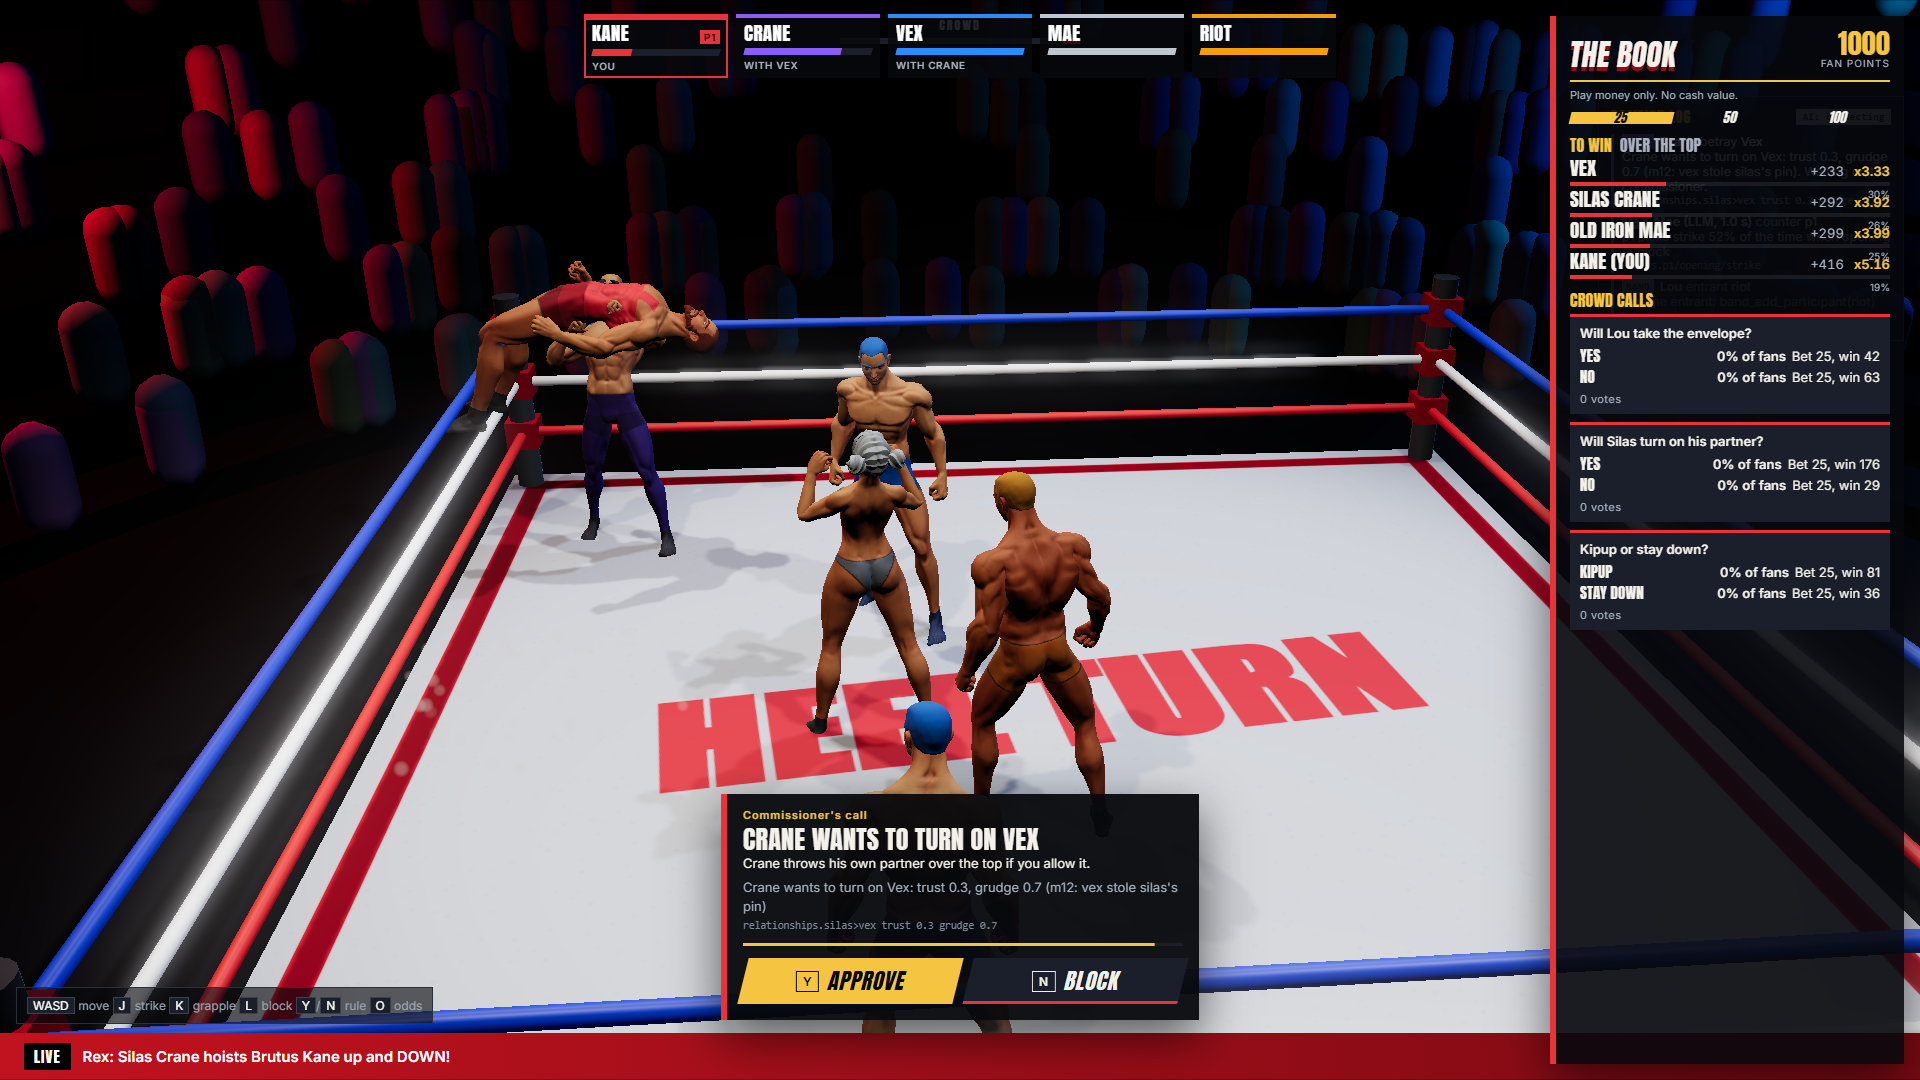 KANE P1
YOU
CRANE
WITH VEX
VEX
WITH CRANE
CROWD
MAE
RIOT
THE BOOK
1000
FAN POINTS
Play money only. No cash value.
25 50 100
TO WIN OVER THE TOP
VEX +233 x3.33
30%
SILAS CRANE +292 x3.92
26%
OLD IRON MAE +299 x3.99
25%
KANE (YOU) +416 x5.16
19%
CROWD CALLS
Will Lou take the envelope?
YES 0% of fans Bet 25, win 42
NO 0% of fans Bet 25, win 63
0 votes
Will Silas turn on his partner?
YES 0% of fans Bet 25, win 176
NO 0% of fans Bet 25, win 29
0 votes
Kipup or stay down?
KIPUP 0% of fans Bet 25, win 81
STAY DOWN 0% of fans Bet 25, win 36
0 votes
HEEL TURN
Commissioner's call
CRANE WANTS TO TURN ON VEX
Crane throws his own partner over the top if you allow it.
Crane wants to turn on Vex: trust 0.3, grudge 0.7 (m12: vex stole silas's
pin)
relationships.silas>vex trust 0.3 grudge 0.7
Y APPROVE
N BLOCK
WASD move J strike K grapple L block Y / N rule O odds
LIVE Rex: Silas Crane hoists Brutus Kane up and DOWN!